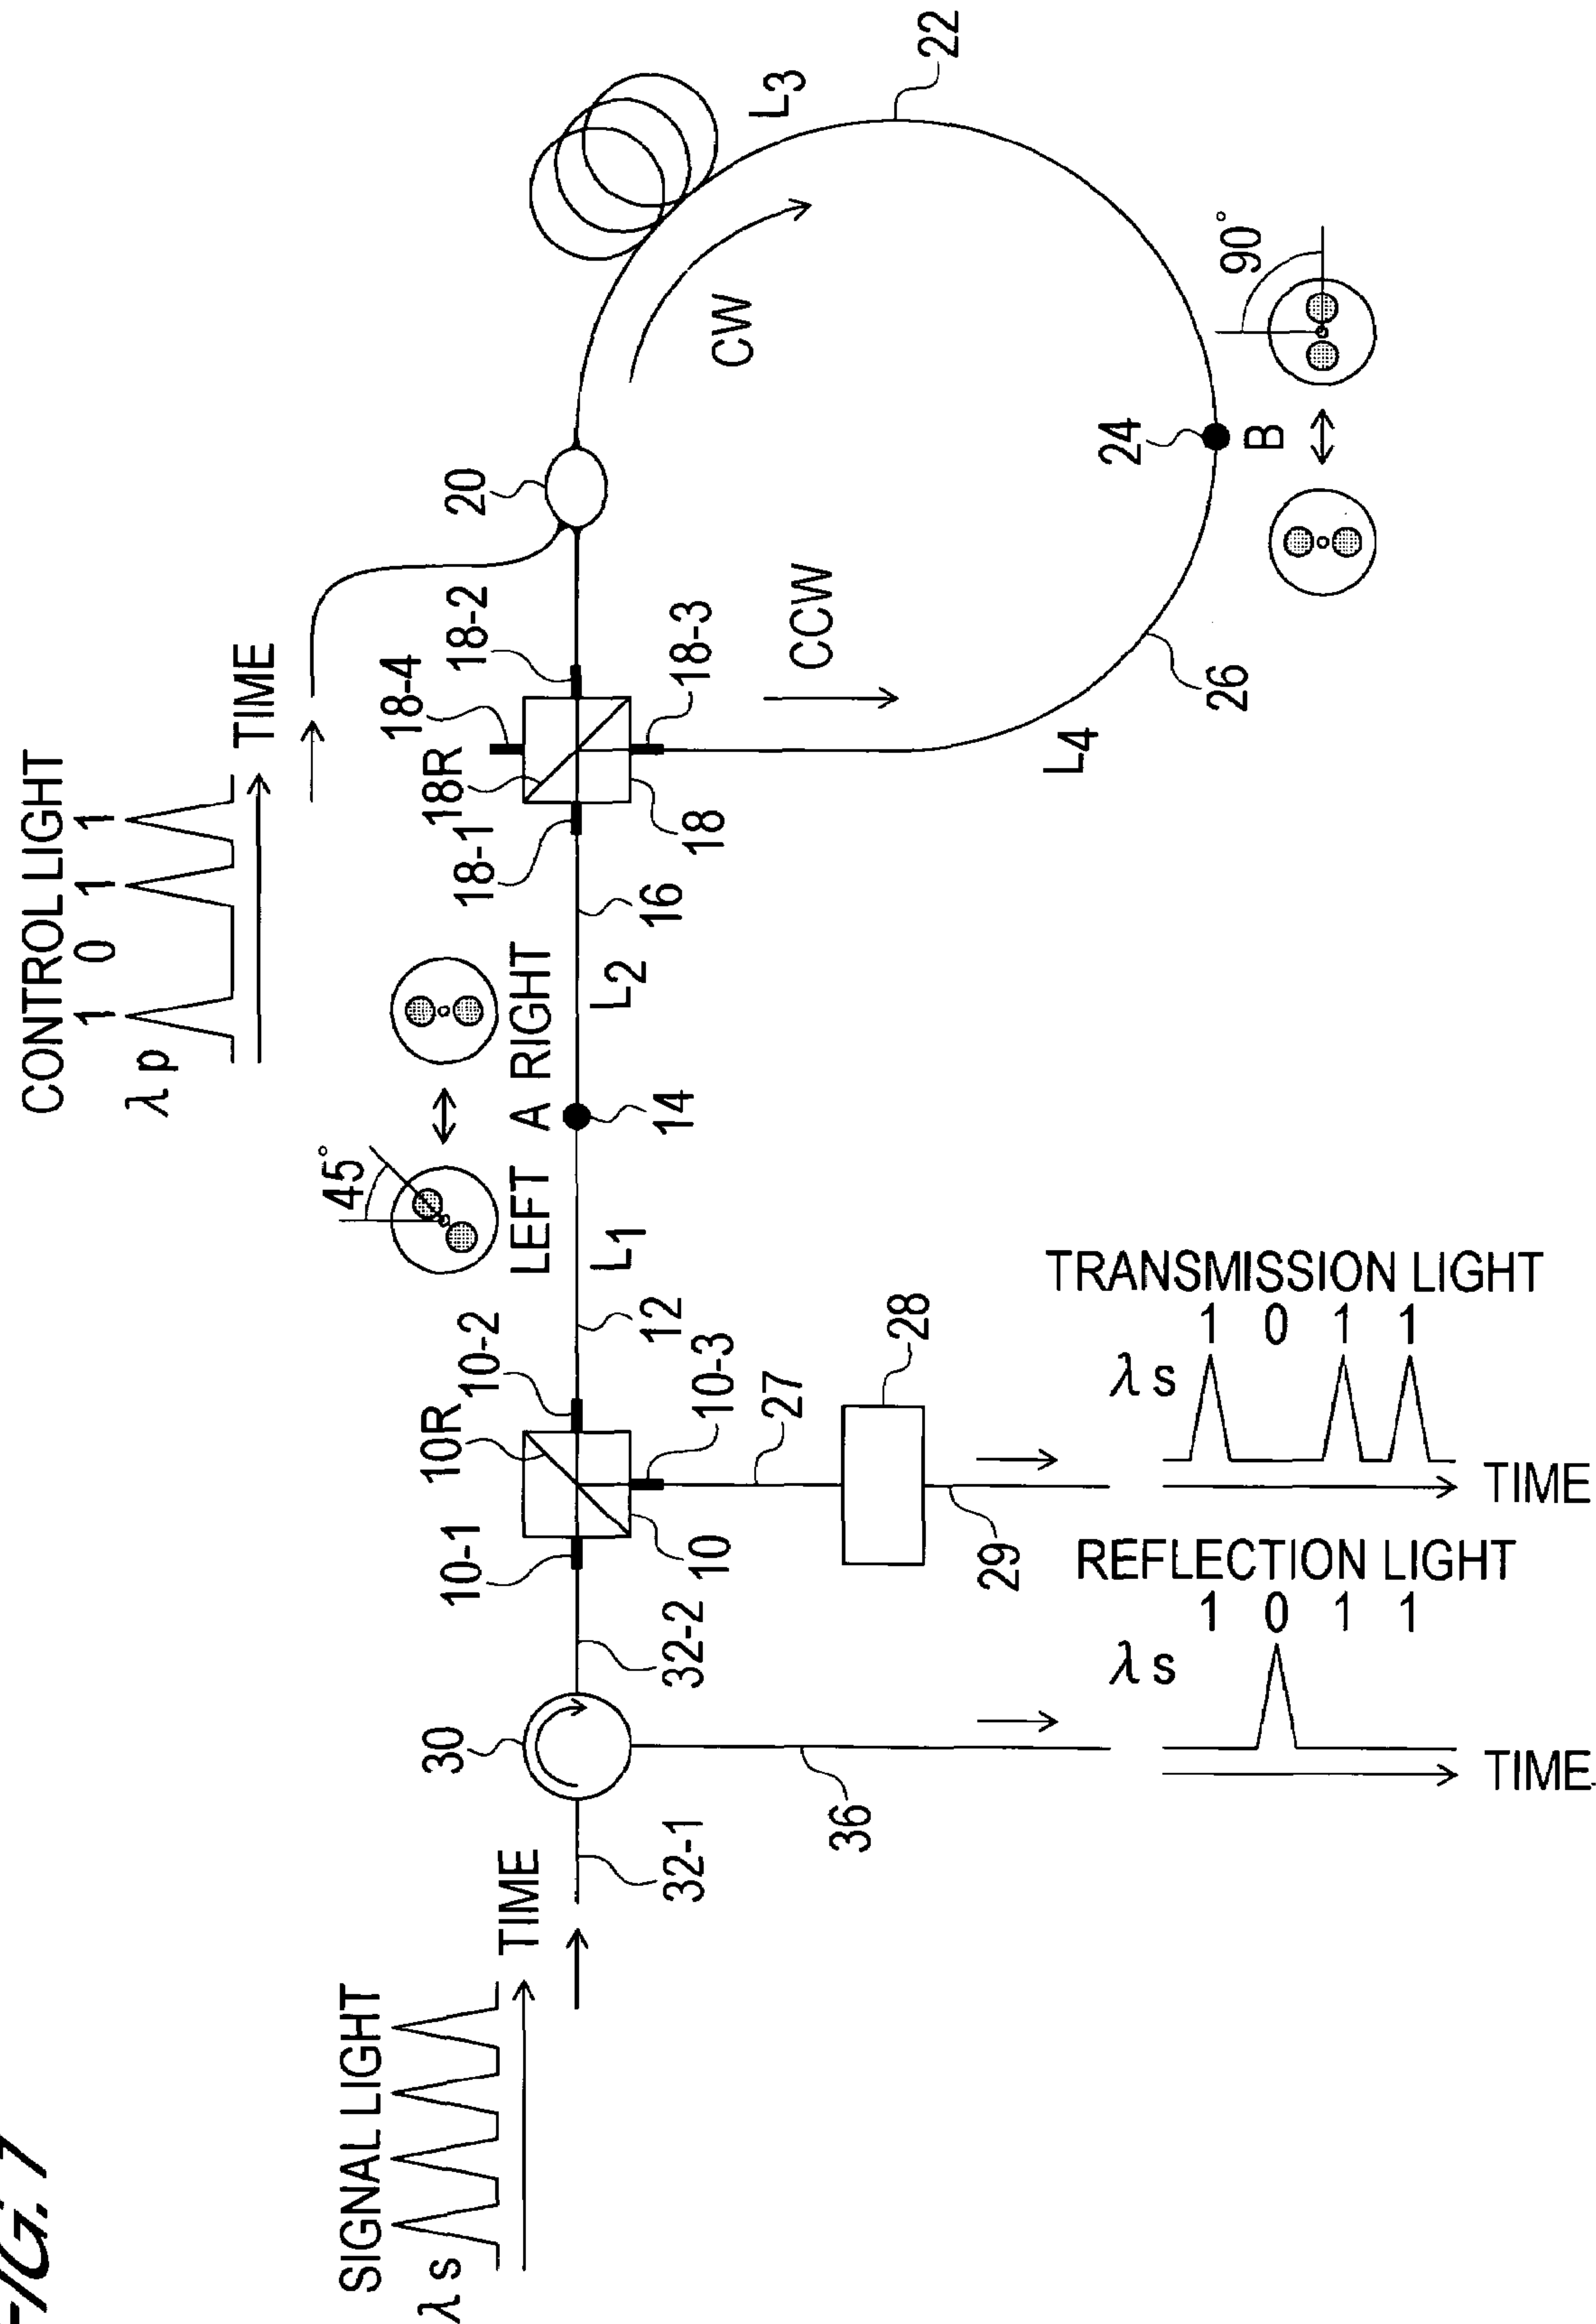 FIG. 1
CONTROL LIGHT
1 0 1 1
λp
TIME
SIGNAL LIGHT
λs
TIME
45°
LEFT A RIGHT
32-1
30
32-2
36
10-1
10R
10-2
10
10-3
27
28
29
12
L1
14
L2
16
18-1
18R
18-4
18-2
18
18-3
20
CW
CCW
L3
22
24
B
90°
26
L4
TRANSMISSION LIGHT
1 0 1 1
λs
TIME
REFLECTION LIGHT
1 0 1 1
λs
TIME